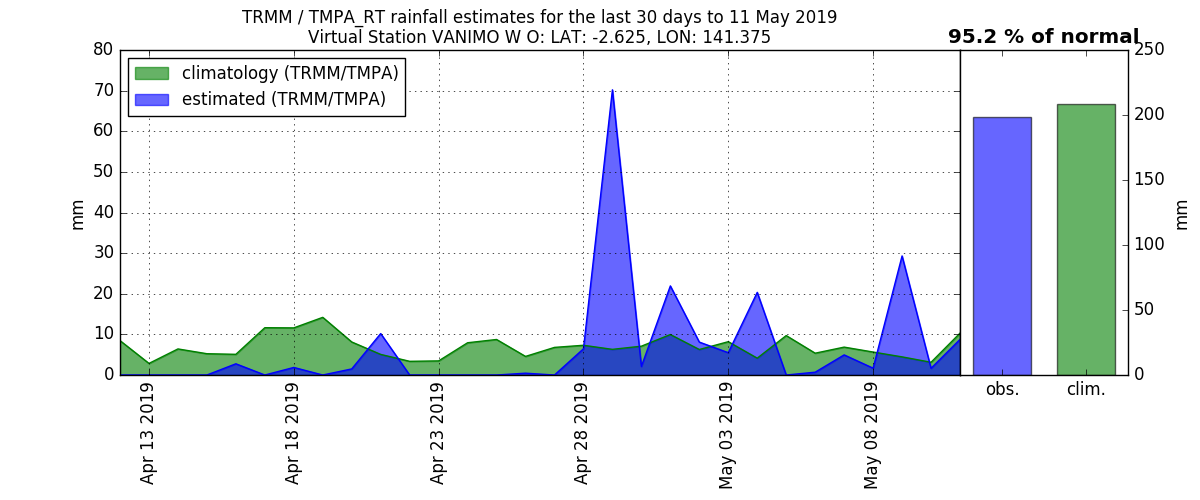 TRMM / TMPA_RT rainfall estimates for the last 30 days to 11 May 2019
Virtual Station VANIMO W O: LAT: -2.625, LON: 141.375
95.2 % of normal
climatology (TRMM/TMPA)
estimated (TRMM/TMPA)
80
70
60
50
40
30
20
10
0
mm
Apr 13 2019
Apr 18 2019
Apr 23 2019
Apr 28 2019
May 03 2019
May 08 2019
obs.
clim.
250
200
150
100
50
0
mm